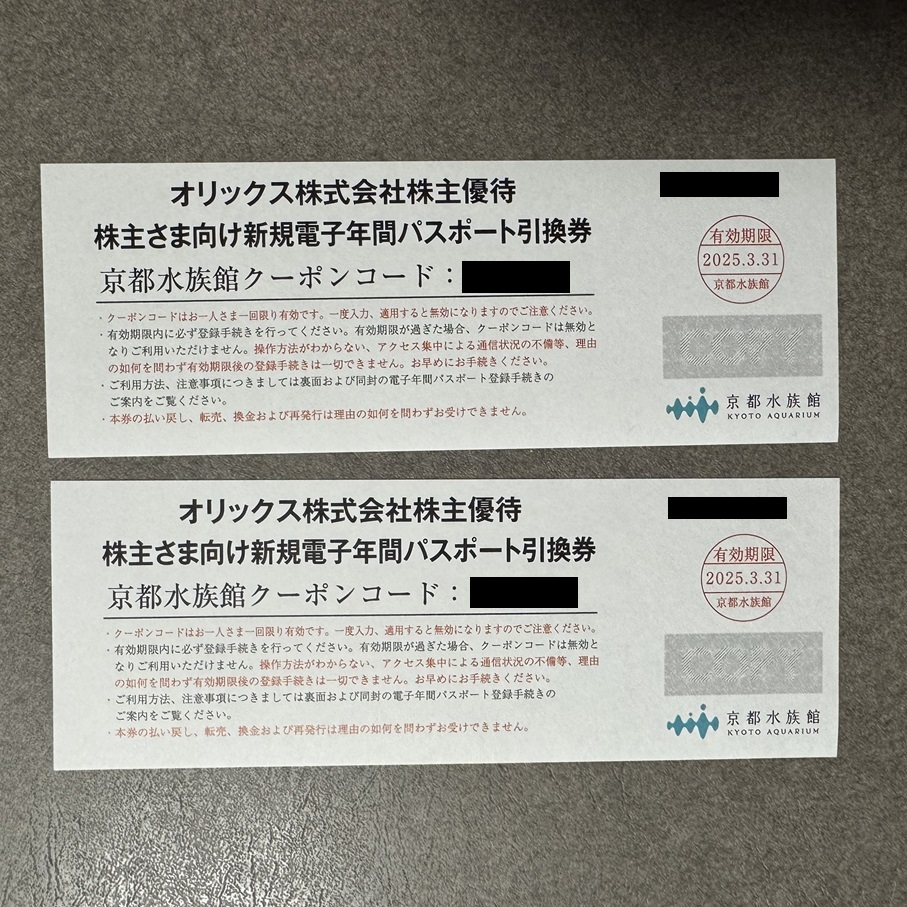 オリックス株式会社株主優待
株主さま向け新規電子年間パスポート引換券
京都水族館クーポンコード：
・クーポンコードはお一人さま一回限り有効です。一度入力、適用すると無効になりますのでご注意ください。
・有効期限内に必ず登録手続きを行ってください。有効期限が過ぎた場合、クーポンコードは無効と
なりご利用いただけません。操作方法がわからない、アクセス集中による通信状況の不備等、理由
の如何を問わず有効期限後の登録手続きは一切できません。お早めにお手続きください。
・ご利用方法、注意事項につきましては裏面および同封の電子年間パスポート登録手続きの
ご案内をご覧ください。
・本券の払い戻し、転売、換金および再発行は理由の如何を問わずお受けできません。
有効期限
2025.3.31
京都水族館
京都水族館
KYOTO AQUARIUM
オリックス株式会社株主優待
株主さま向け新規電子年間パスポート引換券
京都水族館クーポンコード：
・クーポンコードはお一人さま一回限り有効です。一度入力、適用すると無効になりますのでご注意ください。
・有効期限内に必ず登録手続きを行ってください。有効期限が過ぎた場合、クーポンコードは無効と
なりご利用いただけません。操作方法がわからない、アクセス集中による通信状況の不備等、理由
の如何を問わず有効期限後の登録手続きは一切できません。お早めにお手続きください。
・ご利用方法、注意事項につきましては裏面および同封の電子年間パスポート登録手続きの
ご案内をご覧ください。
・本券の払い戻し、転売、換金および再発行は理由の如何を問わずお受けできません。
有効期限
2025.3.31
京都水族館
京都水族館
KYOTO AQUARIUM